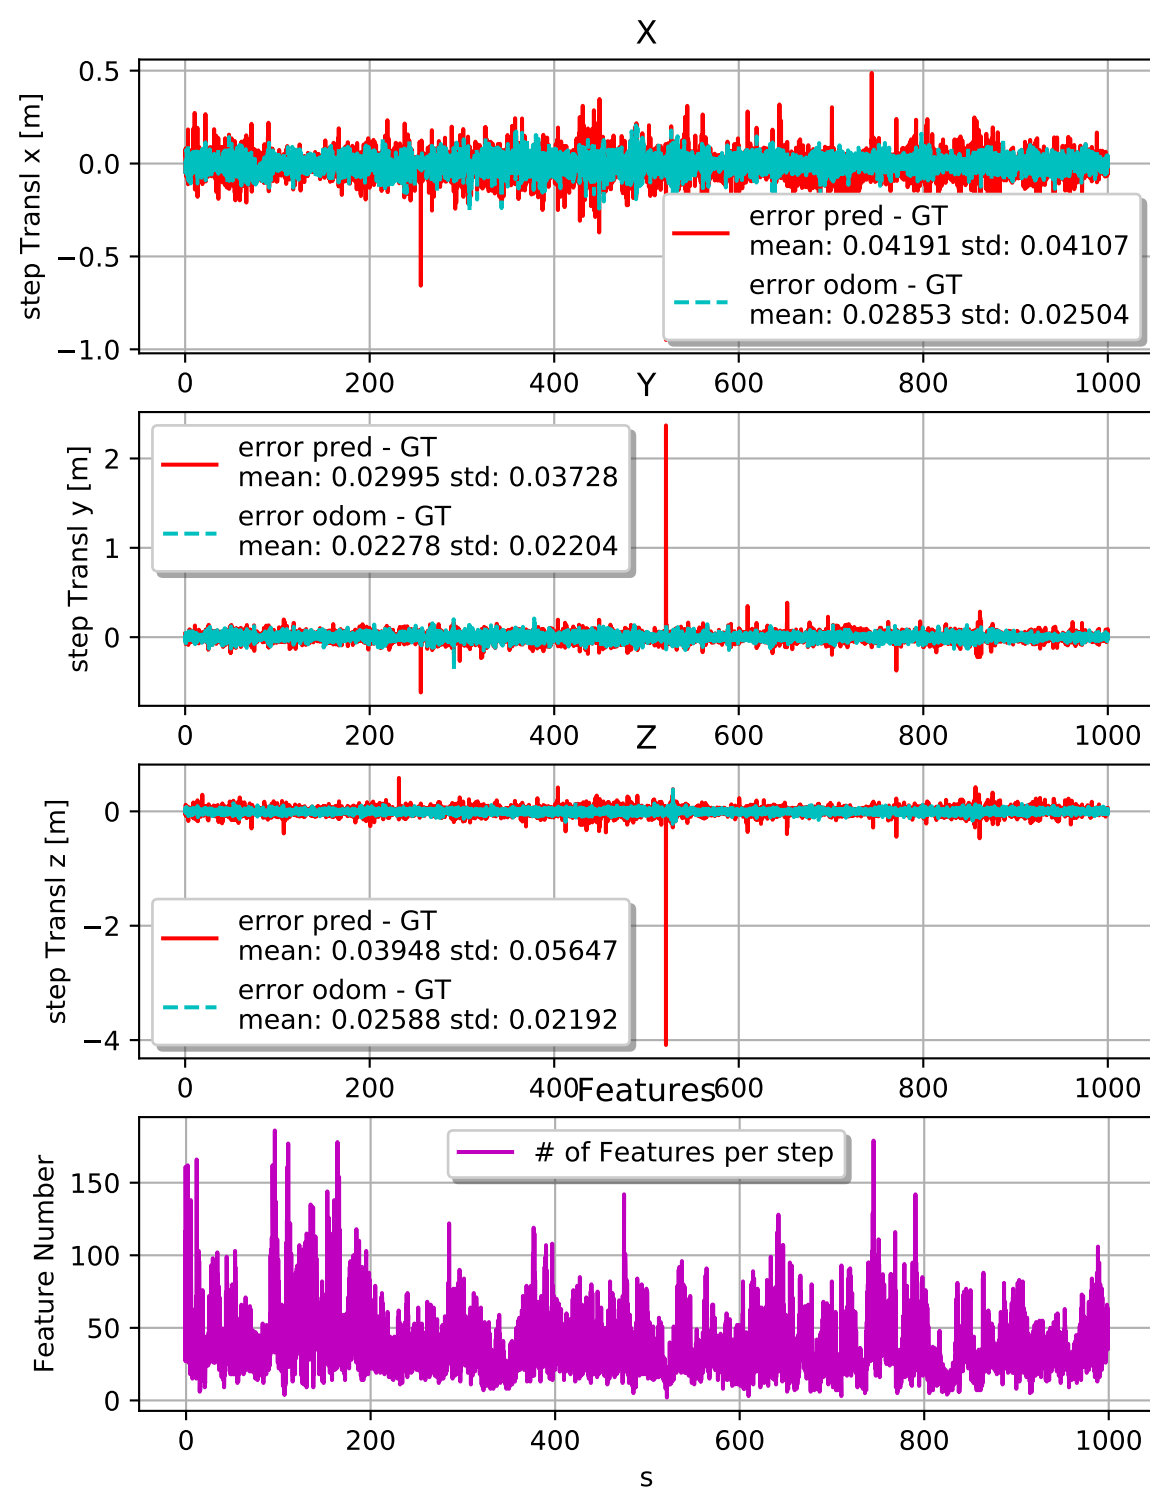 X
step Transl x [m]
0.5
0.0
−0.5
−1.0
error pred - GT
mean: 0.04191 std: 0.04107
error odom - GT
mean: 0.02853 std: 0.02504
0 200 400 600 800 1000
Y
step Transl y [m]
2
1
0
error pred - GT
mean: 0.02995 std: 0.03728
error odom - GT
mean: 0.02278 std: 0.02204
0 200 400 600 800 1000
Z
step Transl z [m]
0
−2
−4
error pred - GT
mean: 0.03948 std: 0.05647
error odom - GT
mean: 0.02588 std: 0.02192
0 200 400 600 800 1000
Features
Feature Number
150
100
50
0
# of Features per step
0 200 400 600 800 1000
s